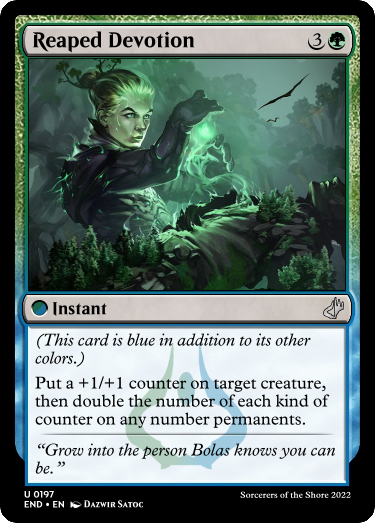 Reaped Devotion 3
Instant
(This card is blue in addition to its other
colors.)
Put a +1/+1 counter on target creature,
then double the number of each kind of
counter on any number permanents.
“Grow into the person Bolas knows you can
be.”
U 0197 Sorcerers of the Shore 2022
END • EN Dazwir Satoc